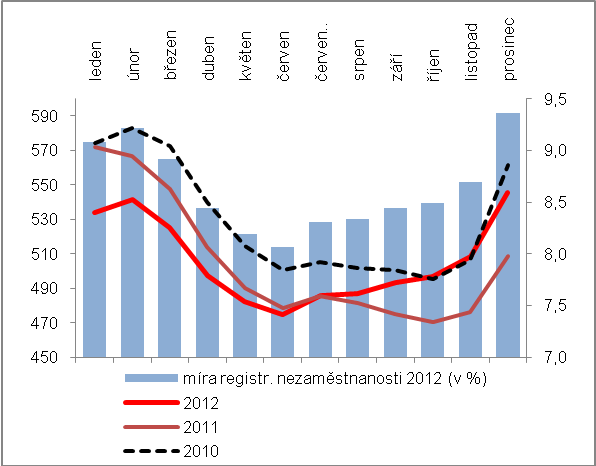 leden
únor
březen
duben
květen
červen
červen..
srpen
září
říjen
listopad
prosinec
590
570
550
530
510
490
470
450
9,5
9,0
8,5
8,0
7,5
7,0
míra registr. nezaměstnanosti 2012 (v %)
2012
2011
2010